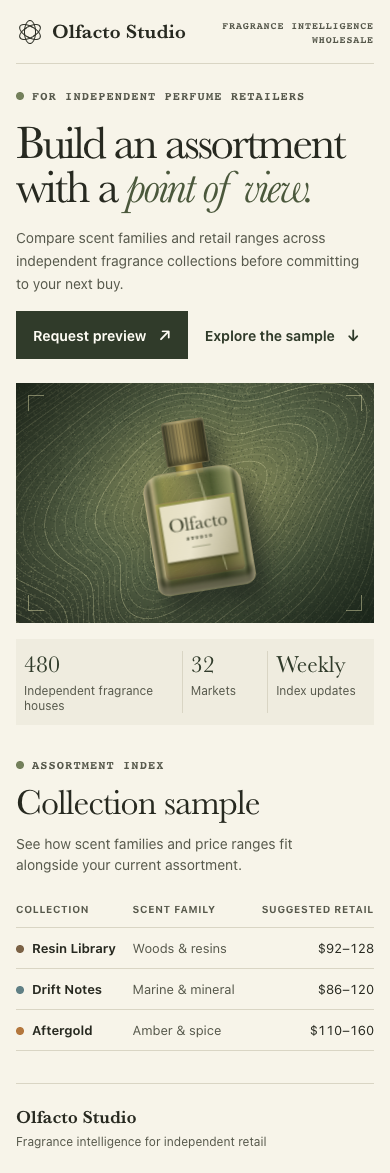 Olfacto Studio
FRAGRANCE INTELLIGENCE
WHOLESALE
FOR INDEPENDENT PERFUME RETAILERS
Build an assortment
with a point of view.
Compare scent families and retail ranges across
independent fragrance collections before committing
to your next buy.
Request preview ↗
Explore the sample ↓
Olfacto
STUDIO
480
Independent fragrance
houses
32
Markets
Weekly
Index updates
ASSORTMENT INDEX
Collection sample
See how scent families and price ranges fit
alongside your current assortment.
COLLECTION SCENT FAMILY SUGGESTED RETAIL
Resin Library Woods & resins $92–128
Drift Notes Marine & mineral $86–120
Aftergold Amber & spice $110–160
Olfacto Studio
Fragrance intelligence for independent retail